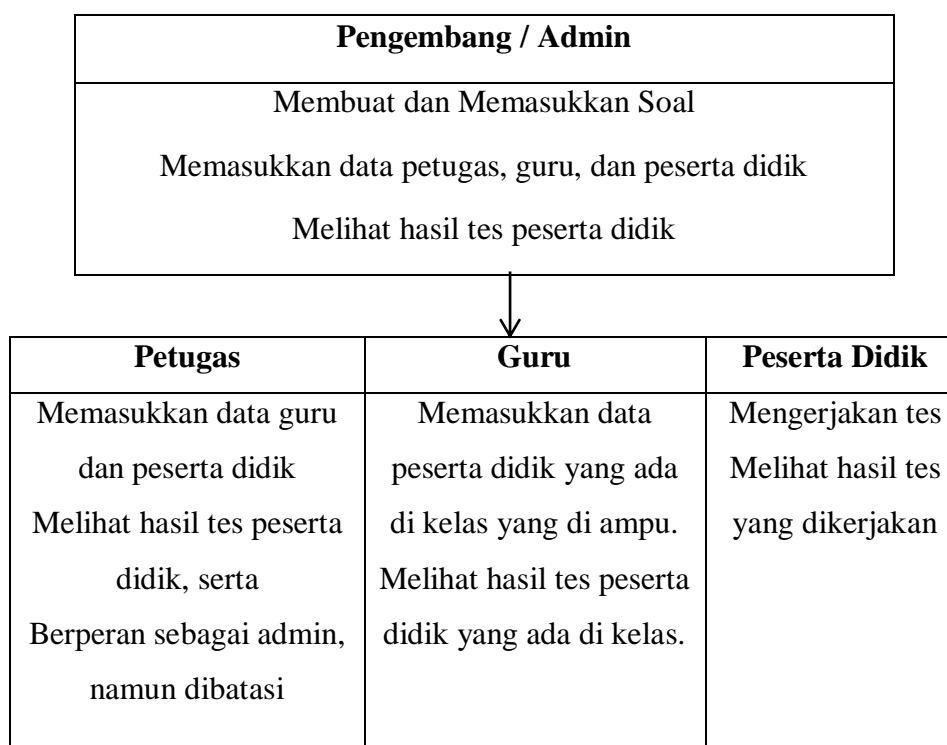 Pengembang / Admin
Membuat dan Memasukkan Soal
Memasukkan data petugas, guru, dan peserta didik
Melihat hasil tes peserta didik
Petugas
Memasukkan data guru
dan peserta didik
Melihat hasil tes peserta
didik, serta
Berperan sebagai admin,
namun dibatasi
Guru
Memasukkan data
peserta didik yang ada
di kelas yang di ampu.
Melihat hasil tes peserta
didik yang ada di kelas.
Peserta Didik
Mengerjakan tes
Melihat hasil tes
yang dikerjakan